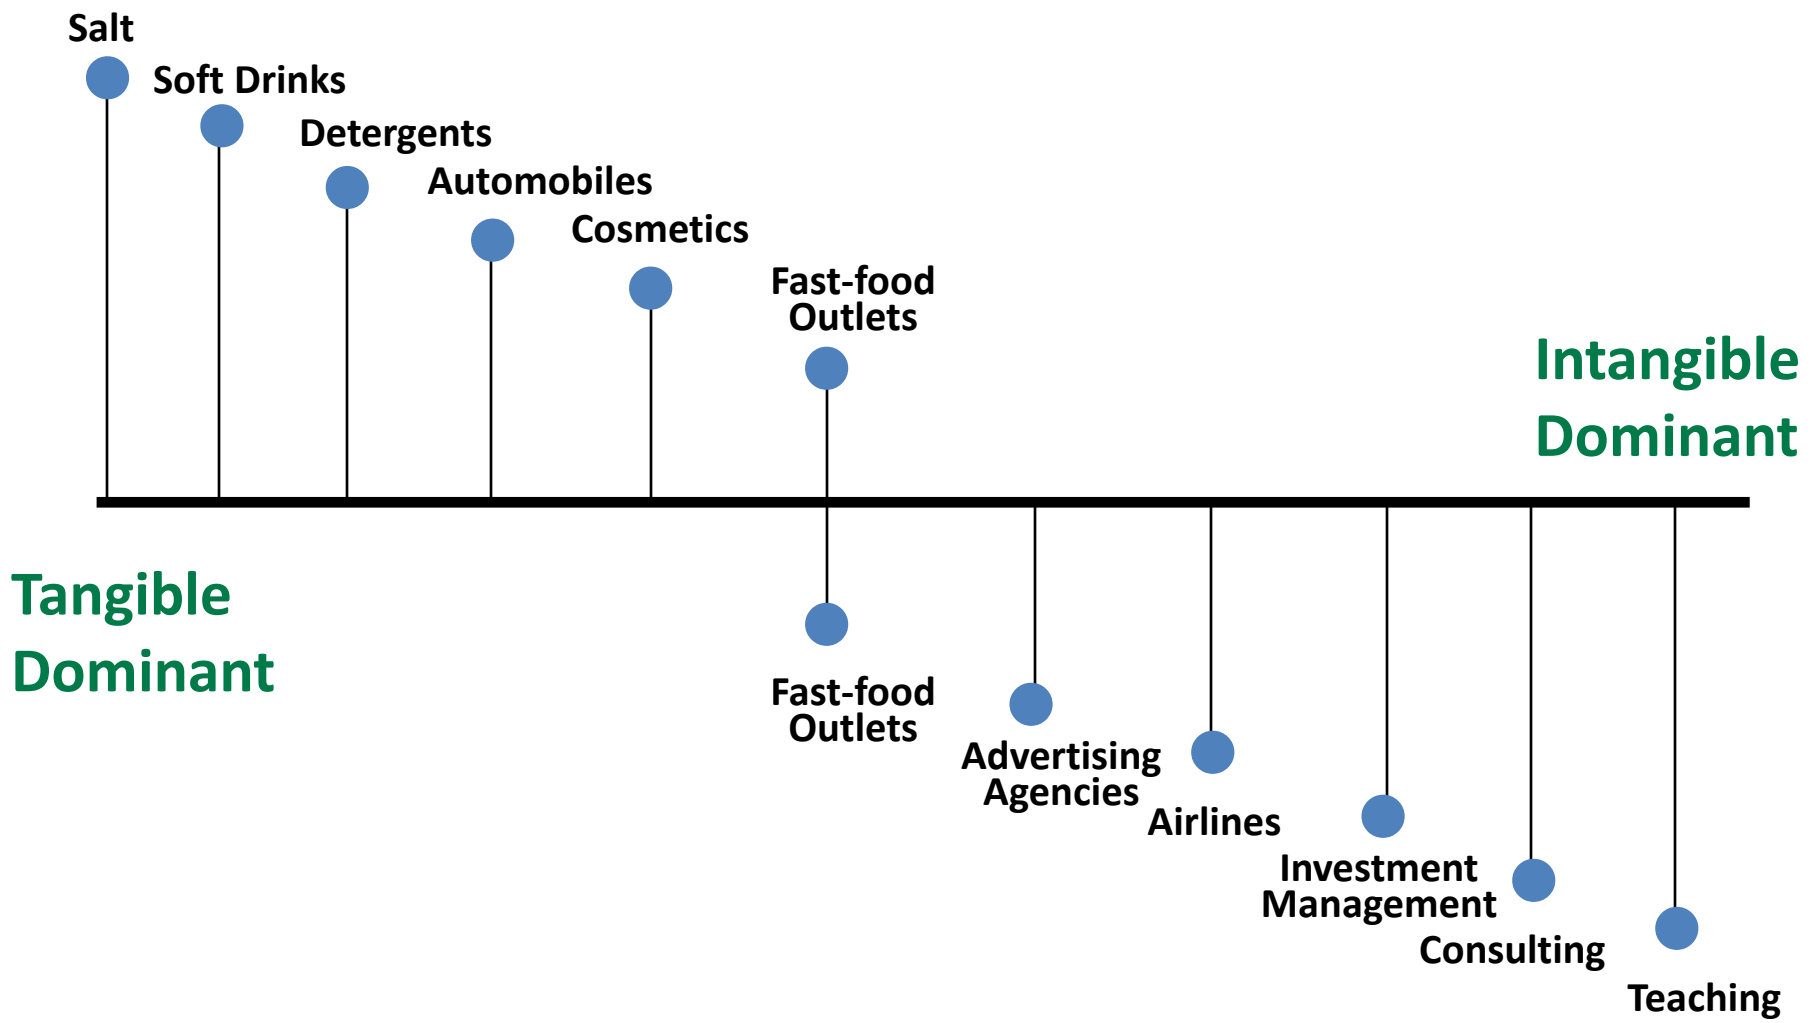 Salt
Soft Drinks
Detergents
Automobiles
Cosmetics
Fast-food
Outlets
Intangible
Dominant
Tangible
Dominant
Fast-food
Outlets
Advertising
Agencies
Airlines
Investment
Management
Consulting
Teaching